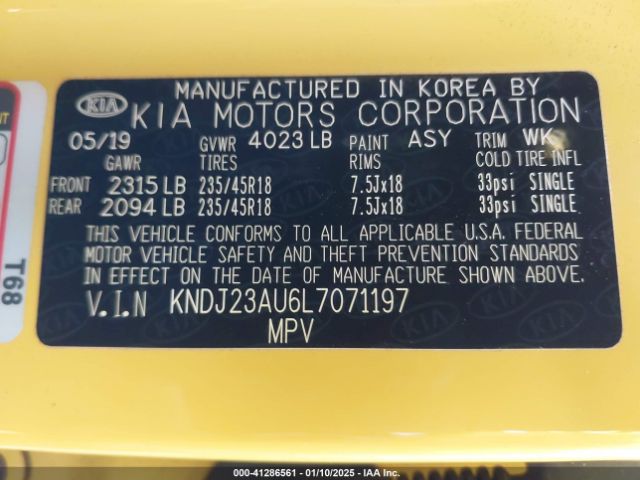 MANUFACTURED IN KOREA BY
KIA KIA MOTORS CORPORATION
05/19 GVWR 4023 LB PAINT ASY TRIM WK
GAWR TIRES RIMS COLD TIRE INFL
FRONT 2315 LB 235/45R18 7.5Jx18 33psi SINGLE
REAR 2094 LB 235/45R18 7.5Jx18 33psi SINGLE
THIS VEHICLE CONFORMS TO ALL APPLICABLE U.S.A. FEDERAL
MOTOR VEHICLE SAFETY AND THEFT PREVENTION STANDARDS
IN EFFECT ON THE DATE OF MANUFACTURE SHOWN ABOVE.
V.I.N KNDJ23AU6L7071197
MPV
T68
000-41286561 - 01/10/2025 - IAA Inc.